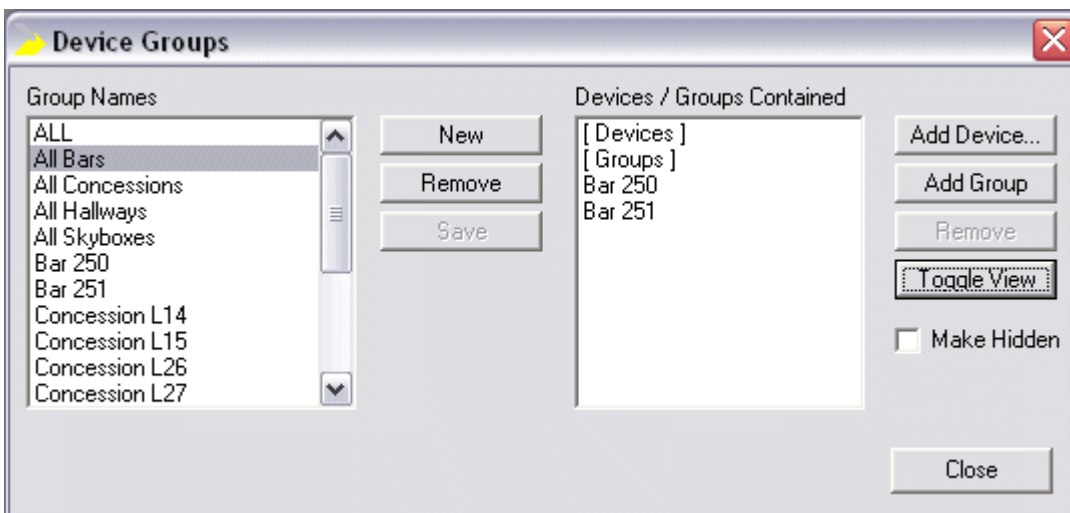 Device Groups
Group Names
ALL
All Bars
All Concessions
All Hallways
All Skyboxes
Bar 250
Bar 251
Concession L14
Concession L15
Concession L26
Concession L27
New
Remove
Save
Devices / Groups Contained
[ Devices ]
[ Groups ]
Bar 250
Bar 251
Add Device...
Add Group
Remove
Toggle View
Make Hidden
Close